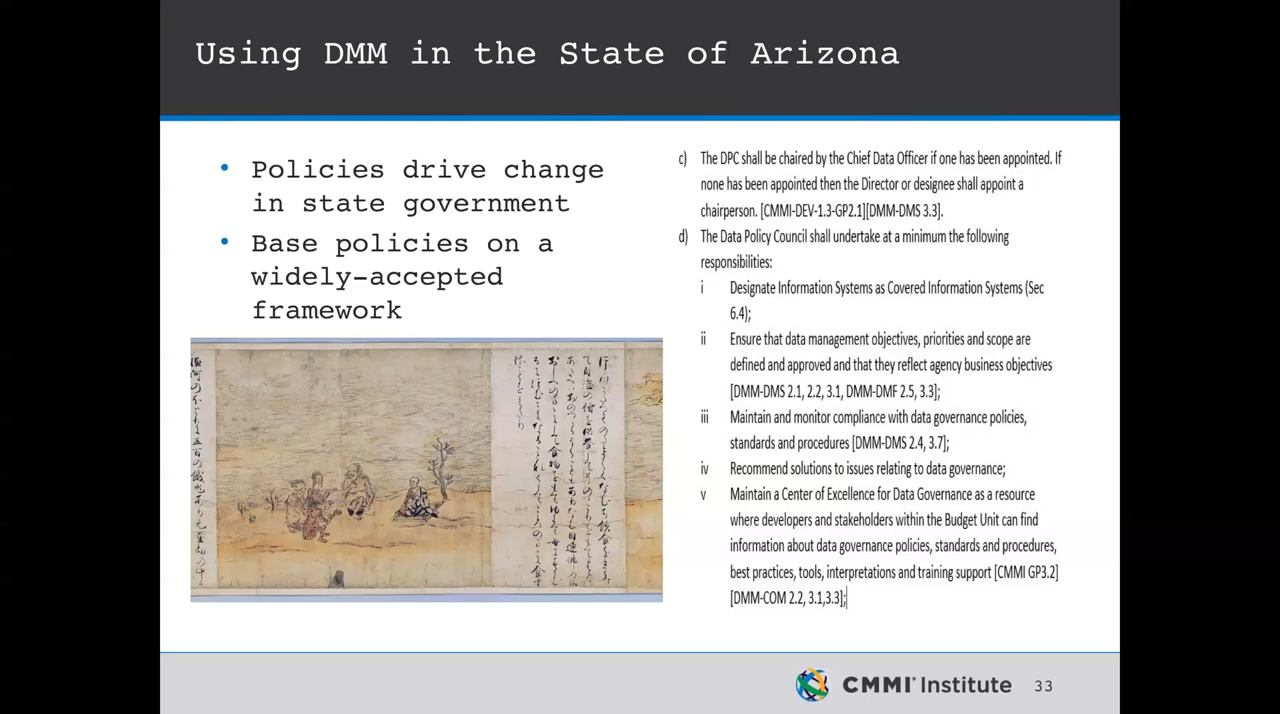 Using DMM in the State of Arizona
• Policies drive change
in state government
• Base policies on a
widely-accepted
framework
c) The DPC shall be chaired by the Chief Data Officer if one has been appointed. If
none has been appointed then the Director or designee shall appoint a
chairperson. [CMMI-DEV-1.3-GP2.1][DMM-DMS 3.3].
d) The Data Policy Council shall undertake at a minimum the following
responsibilities:
i Designate Information Systems as Covered Information Systems (Sec
6.4);
ii Ensure that data management objectives, priorities and scope are
defined and approved and that they reflect agency business objectives
[DMM-DMS 2.1, 2.2, 3.1, DMM-DMF 2.5, 3.3];
iii Maintain and monitor compliance with data governance policies,
standards and procedures [DMM-DMS 2.4, 3.7];
iv Recommend solutions to issues relating to data governance;
v Maintain a Center of Excellence for Data Governance as a resource
where developers and stakeholders within the Budget Unit can find
information about data governance policies, standards and procedures,
best practices, tools, interpretations and training support [CMMI GP3.2]
[DMM-COM 2.2, 3.1,3.3];
CMMI® Institute 33